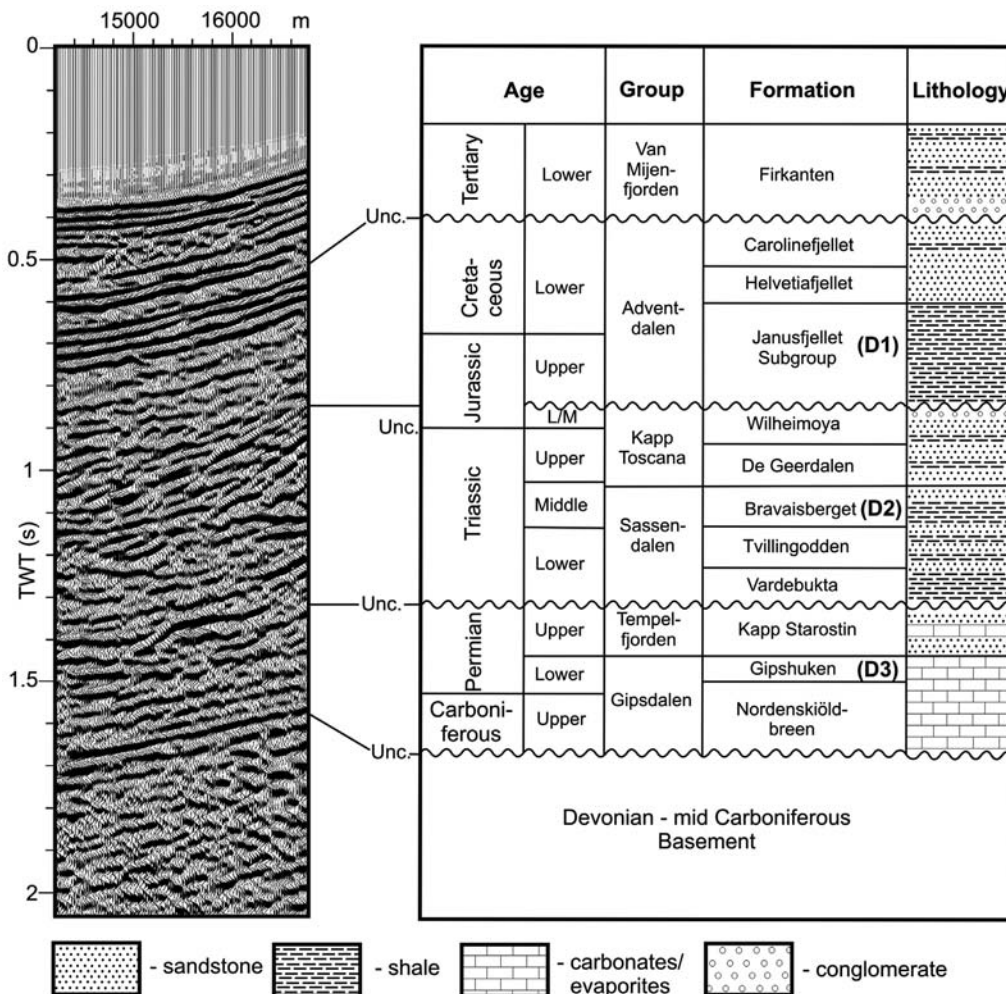 15000 16000 m
0
0.5
1
1.5
2
TWT (s)
Age Group Formation Lithology
Tertiary
Lower
Van
Mijen-
fjorden
Firkanten
Unc.
Creta-
ceous
Lower
Advent-
dalen
Carolinefjellet
Helvetiafjellet
Janusfjellet
Subgroup
(D1)
Jurassic
Upper
Unc.
L/M
Kapp
Toscana
Wilheimoya
Triassic
Upper
De Geerdalen
Middle
Sassen-
dalen
Bravaisberget (D2)
Lower
Tvillingodden
Vardebukta
Unc.
Permian
Upper
Tempel-
fjorden
Kapp Starostin
Lower
Gipsdalen
Gipshuken (D3)
Carboni-
ferous
Upper
Nordenskiöld-
breen
Unc.
Devonian - mid Carboniferous
Basement
- sandstone
- shale
- carbonates/
evaporites
- conglomerate